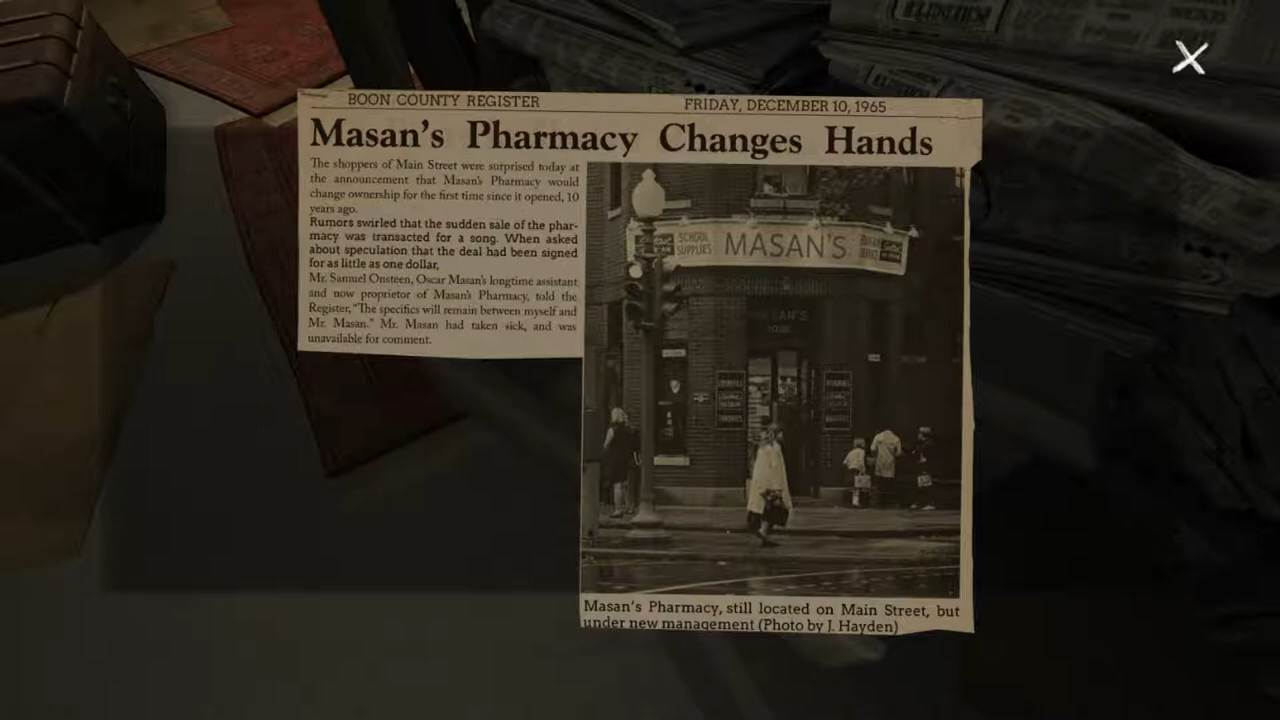 BOON COUNTY REGISTER
FRIDAY, DECEMBER 10, 1965
Masan's Pharmacy Changes Hands
The shoppers of Main Street were surprised today at
the announcement that Masan's Pharmacy would
change ownership for the first time since it opened, 10
years ago.
Rumors swirled that the sudden sale of the phar-
macy was transacted for a song. When asked
about speculation that the deal had been signed
for as little as one dollar,
Mr. Samuel Onsteen, Oscar Masan's longtime assistant
and now proprietor of Masan's Pharmacy, told the
Register, "The specifics will remain between myself and
Mr. Masan." Mr. Masan had taken sick, and was
unavailable for comment.
SCHOOL
SUPPLIES
MASAN'S
Masan's Pharmacy, still located on Main Street, but
under new management (Photo by J. Hayden)